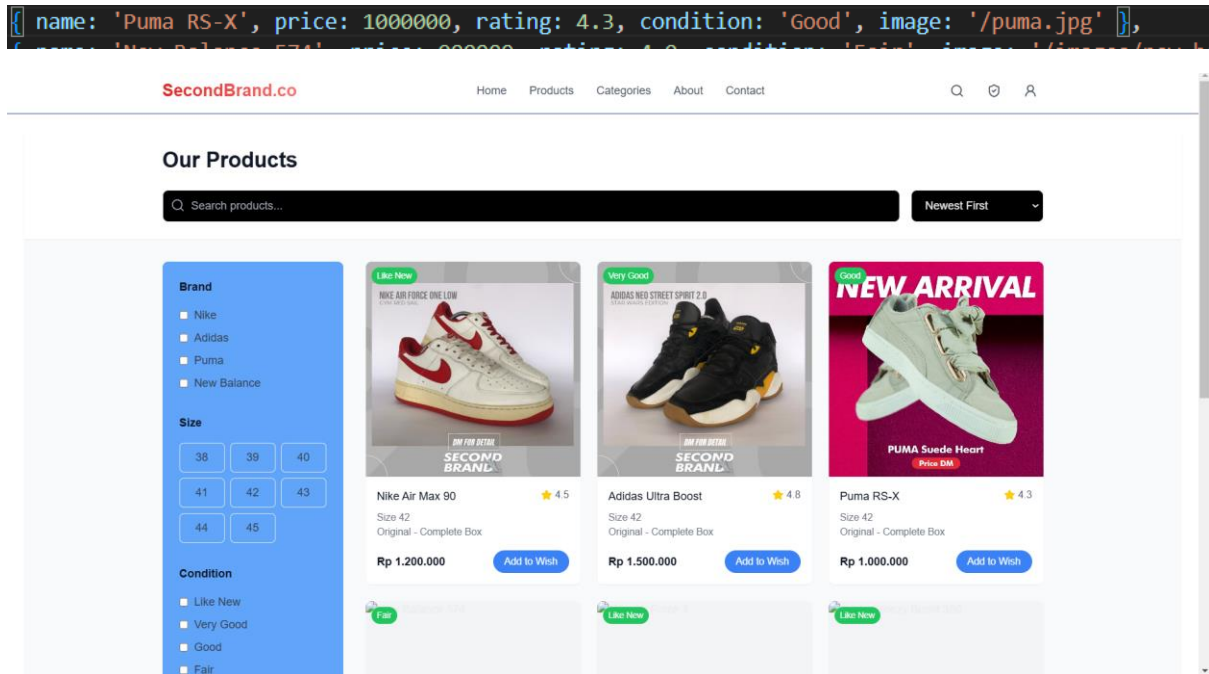 { name: 'Puma RS-X', price: 1000000, rating: 4.3, condition: 'Good', image: '/puma.jpg' },
SecondBrand.co
Home Products Categories About Contact
Our Products
Search products...
Newest First
Brand
Nike
Adidas
Puma
New Balance
Size
38 39 40
41 42 43
44 45
Condition
Like New
Very Good
Good
Fair
Like New
NIKE AIR FORCE ONE LOW
DM FOR DETAIL
SECOND
BRAND
Nike Air Max 90 4.5
Size 42
Original - Complete Box
Rp 1.200.000 Add to Wish
Very Good
ADIDAS NEO STREET SPIRIT 2.0
DM FOR DETAIL
SECOND
BRAND
Adidas Ultra Boost 4.8
Size 42
Original - Complete Box
Rp 1.500.000 Add to Wish
Good
NEW ARRIVAL
PUMA Suede Heart
Price DM
Puma RS-X 4.3
Size 42
Original - Complete Box
Rp 1.000.000 Add to Wish
Fair
Like New
Like New